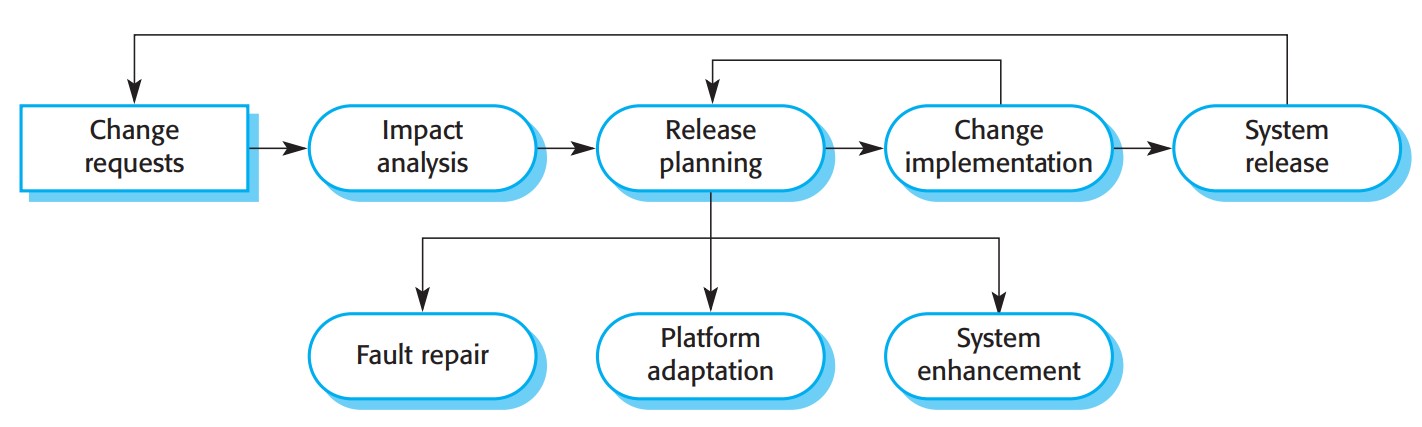 Change
requests
Impact
analysis
Release
planning
Change
implementation
System
release
Fault repair
Platform
adaptation
System
enhancement